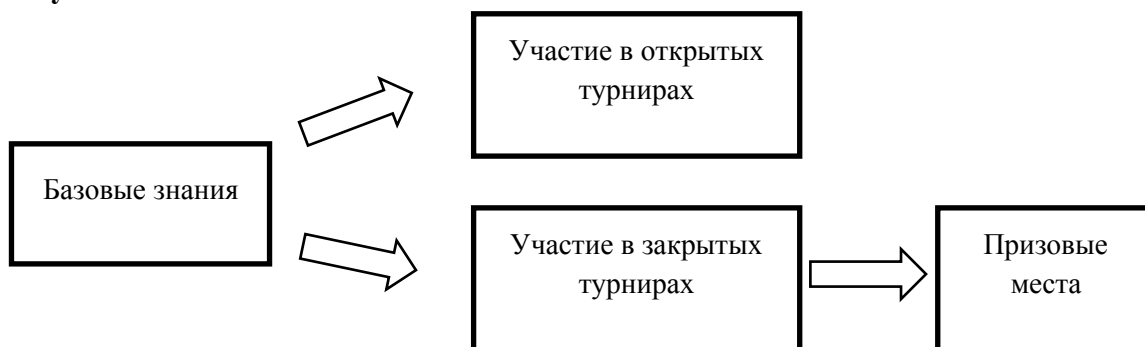 Участие в открытых
турнирах
Базовые знания
Участие в закрытых
турнирах
Призовые
места